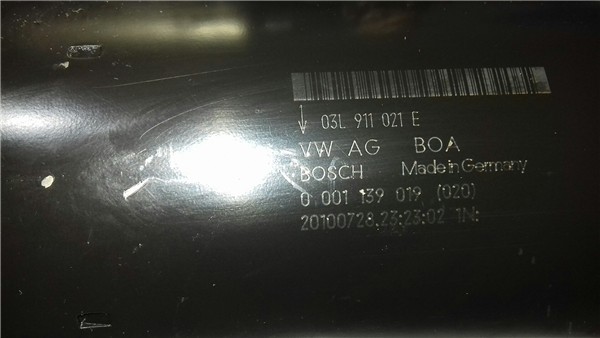 03L 911 021 E
VW AG BOA
BOSCH Made in Germany
0 001 139 019 (020)
20100728.23:23:02 1N: